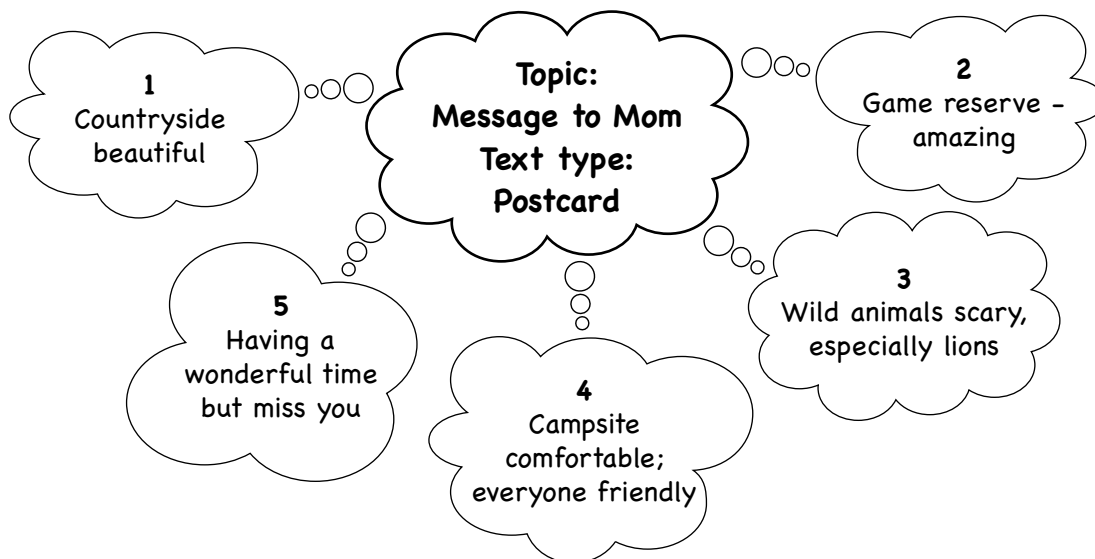 Topic:
Message to Mom
Text type:
Postcard
1
Countryside
beautiful
2
Game reserve –
amazing
3
Wild animals scary,
especially lions
4
Campsite
comfortable;
everyone friendly
5
Having a
wonderful time
but miss you